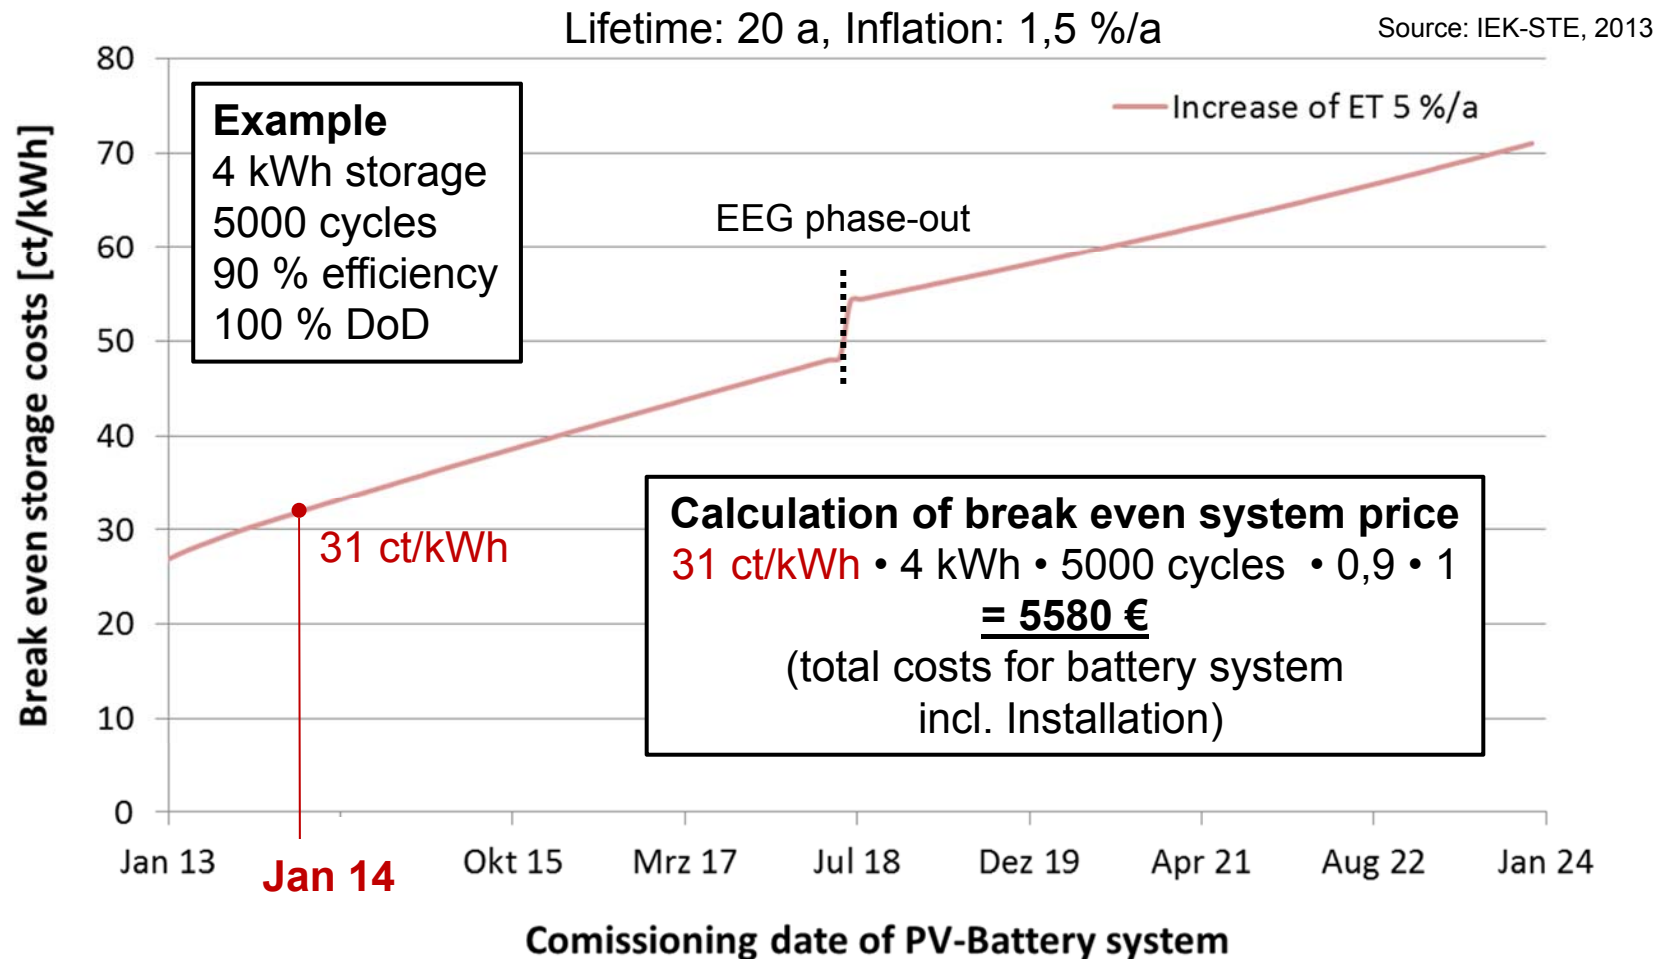 Lifetime: 20 a, Inflation: 1,5 %/a
Source: IEK-STE, 2013
Break even storage costs [ct/kWh]
80
70
60
50
40
30
20
10
0
Example
4 kWh storage
5000 cycles
90 % efficiency
100 % DoD
Increase of ET 5 %/a
EEG phase-out
31 ct/kWh
Calculation of break even system price
31 ct/kWh • 4 kWh • 5000 cycles • 0,9 • 1
= 5580 €
(total costs for battery system
incl. Installation)
Jan 13
Jan 14
Okt 15
Mrz 17
Jul 18
Dez 19
Apr 21
Aug 22
Jan 24
Comissioning date of PV-Battery system